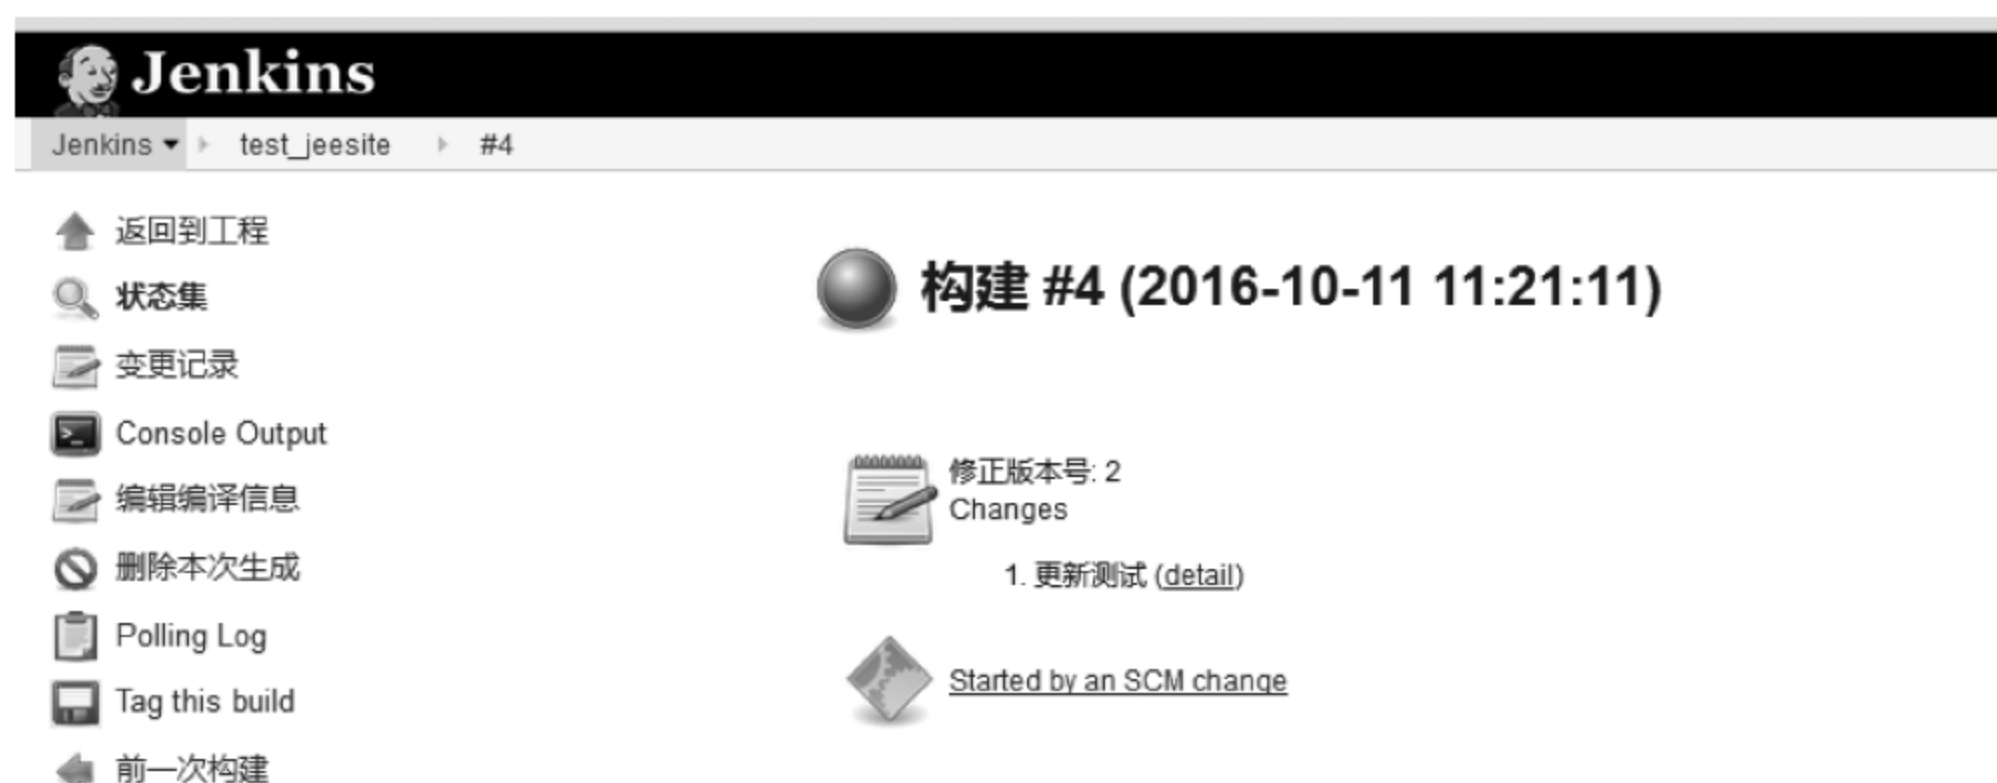 Jenkins
Jenkins test_jeesite #4
返回到工程
状态集
变更记录
Console Output
编辑编译信息
删除本次生成
Polling Log
Tag this build
前一次构建
构建 #4 (2016-10-11 11:21:11)
修正版本号: 2
Changes
1. 更新测试 (detail)
Started by an SCM change